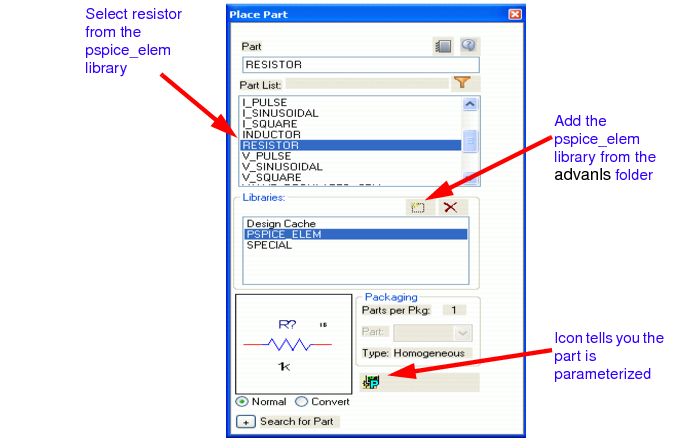 Select resistor
from the
pspice_elem
library
Place Part
Part
RESISTOR
Part List:
I_PULSE
I_SINUSOIDAL
I_SQUARE
INDUCTOR
RESISTOR
V_PULSE
V_SINUSOIDAL
V_SQUARE
Libraries:
Design Cache
PSPICE_ELEM
SPECIAL
Add the
pspice_elem
library from the
advanls folder
R?
1k
Packaging
Parts per Pkg: 1
Part:
Type: Homogeneous
Icon tells you the
part is
parameterized
Normal Convert
+ Search for Part